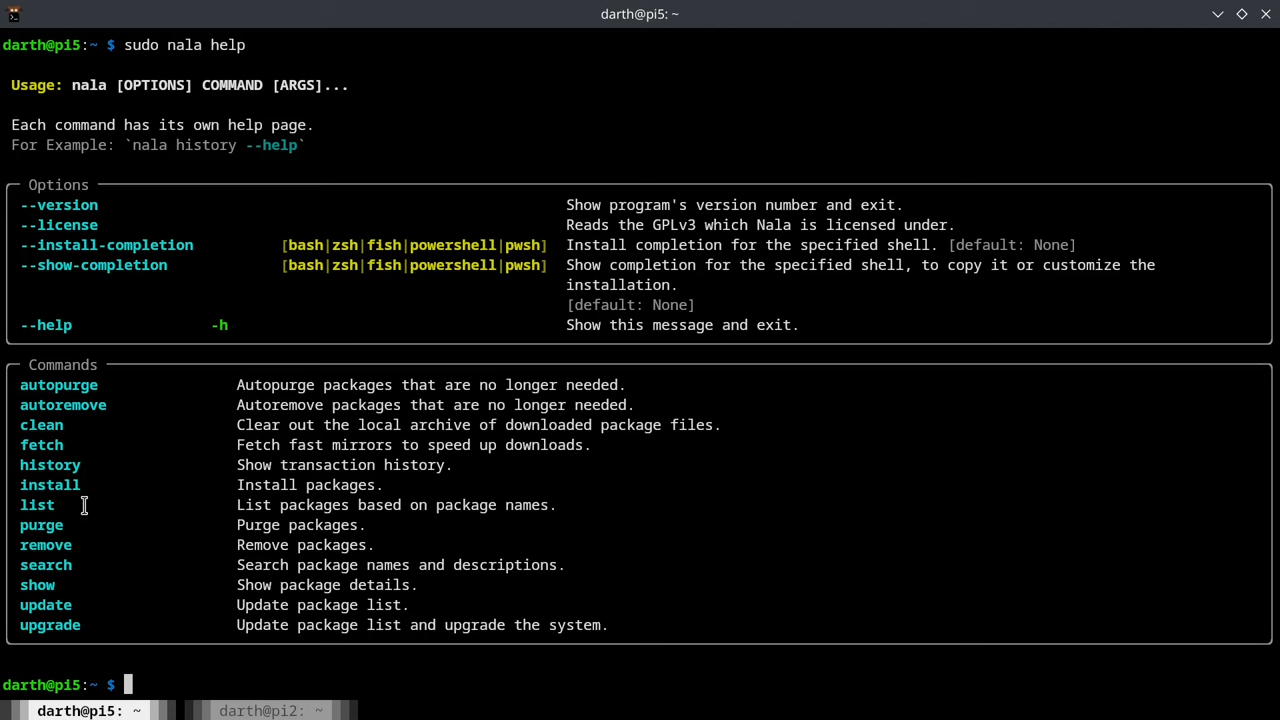 darth@pi5: ~
darth@pi5:~ $ sudo nala help
Usage: nala [OPTIONS] COMMAND [ARGS]...
Each command has its own help page.
For Example: `nala history --help`
Options
--version Show program's version number and exit.
--license Reads the GPLv3 which Nala is licensed under.
--install-completion [bash|zsh|fish|powershell|pwsh] Install completion for the specified shell. [default: None]
--show-completion [bash|zsh|fish|powershell|pwsh] Show completion for the specified shell, to copy it or customize the
installation.
[default: None]
--help -h Show this message and exit.
Commands
autopurge Autopurge packages that are no longer needed.
autoremove Autoremove packages that are no longer needed.
clean Clear out the local archive of downloaded package files.
fetch Fetch fast mirrors to speed up downloads.
history Show transaction history.
install Install packages.
list List packages based on package names.
purge Purge packages.
remove Remove packages.
search Search package names and descriptions.
show Show package details.
update Update package list.
upgrade Update package list and upgrade the system.
darth@pi5:~ $
darth@pi5: ~ darth@pi2: ~